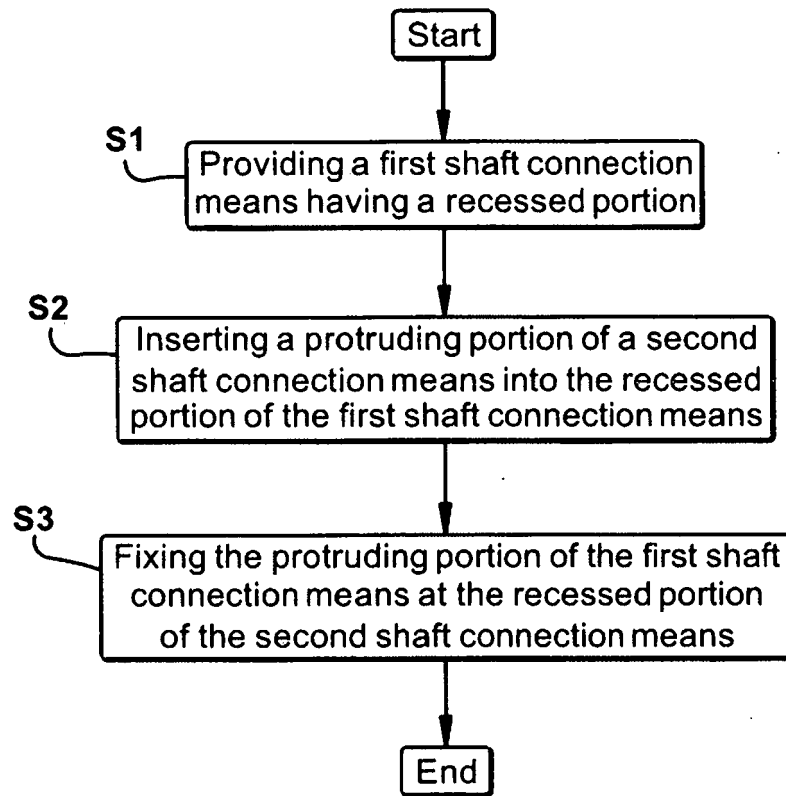 Start
S1
Providing a first shaft connection
means having a recessed portion
S2
Inserting a protruding portion of a second
shaft connection means into the recessed
portion of the first shaft connection means
S3
Fixing the protruding portion of the first shaft
connection means at the recessed portion
of the second shaft connection means
End